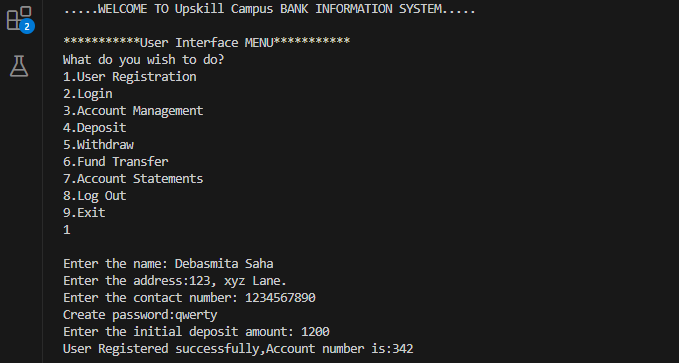 .....WELCOME TO Upskill Campus BANK INFORMATION SYSTEM.....
***********User Interface MENU***********
What do you wish to do?
1.User Registration
2.Login
3.Account Management
4.Deposit
5.Withdraw
6.Fund Transfer
7.Account Statements
8.Log Out
9.Exit
1
Enter the name: Debasmita Saha
Enter the address:123, xyz Lane.
Enter the contact number: 1234567890
Create password:qwerty
Enter the initial deposit amount: 1200
User Registered successfully,Account number is:342
2